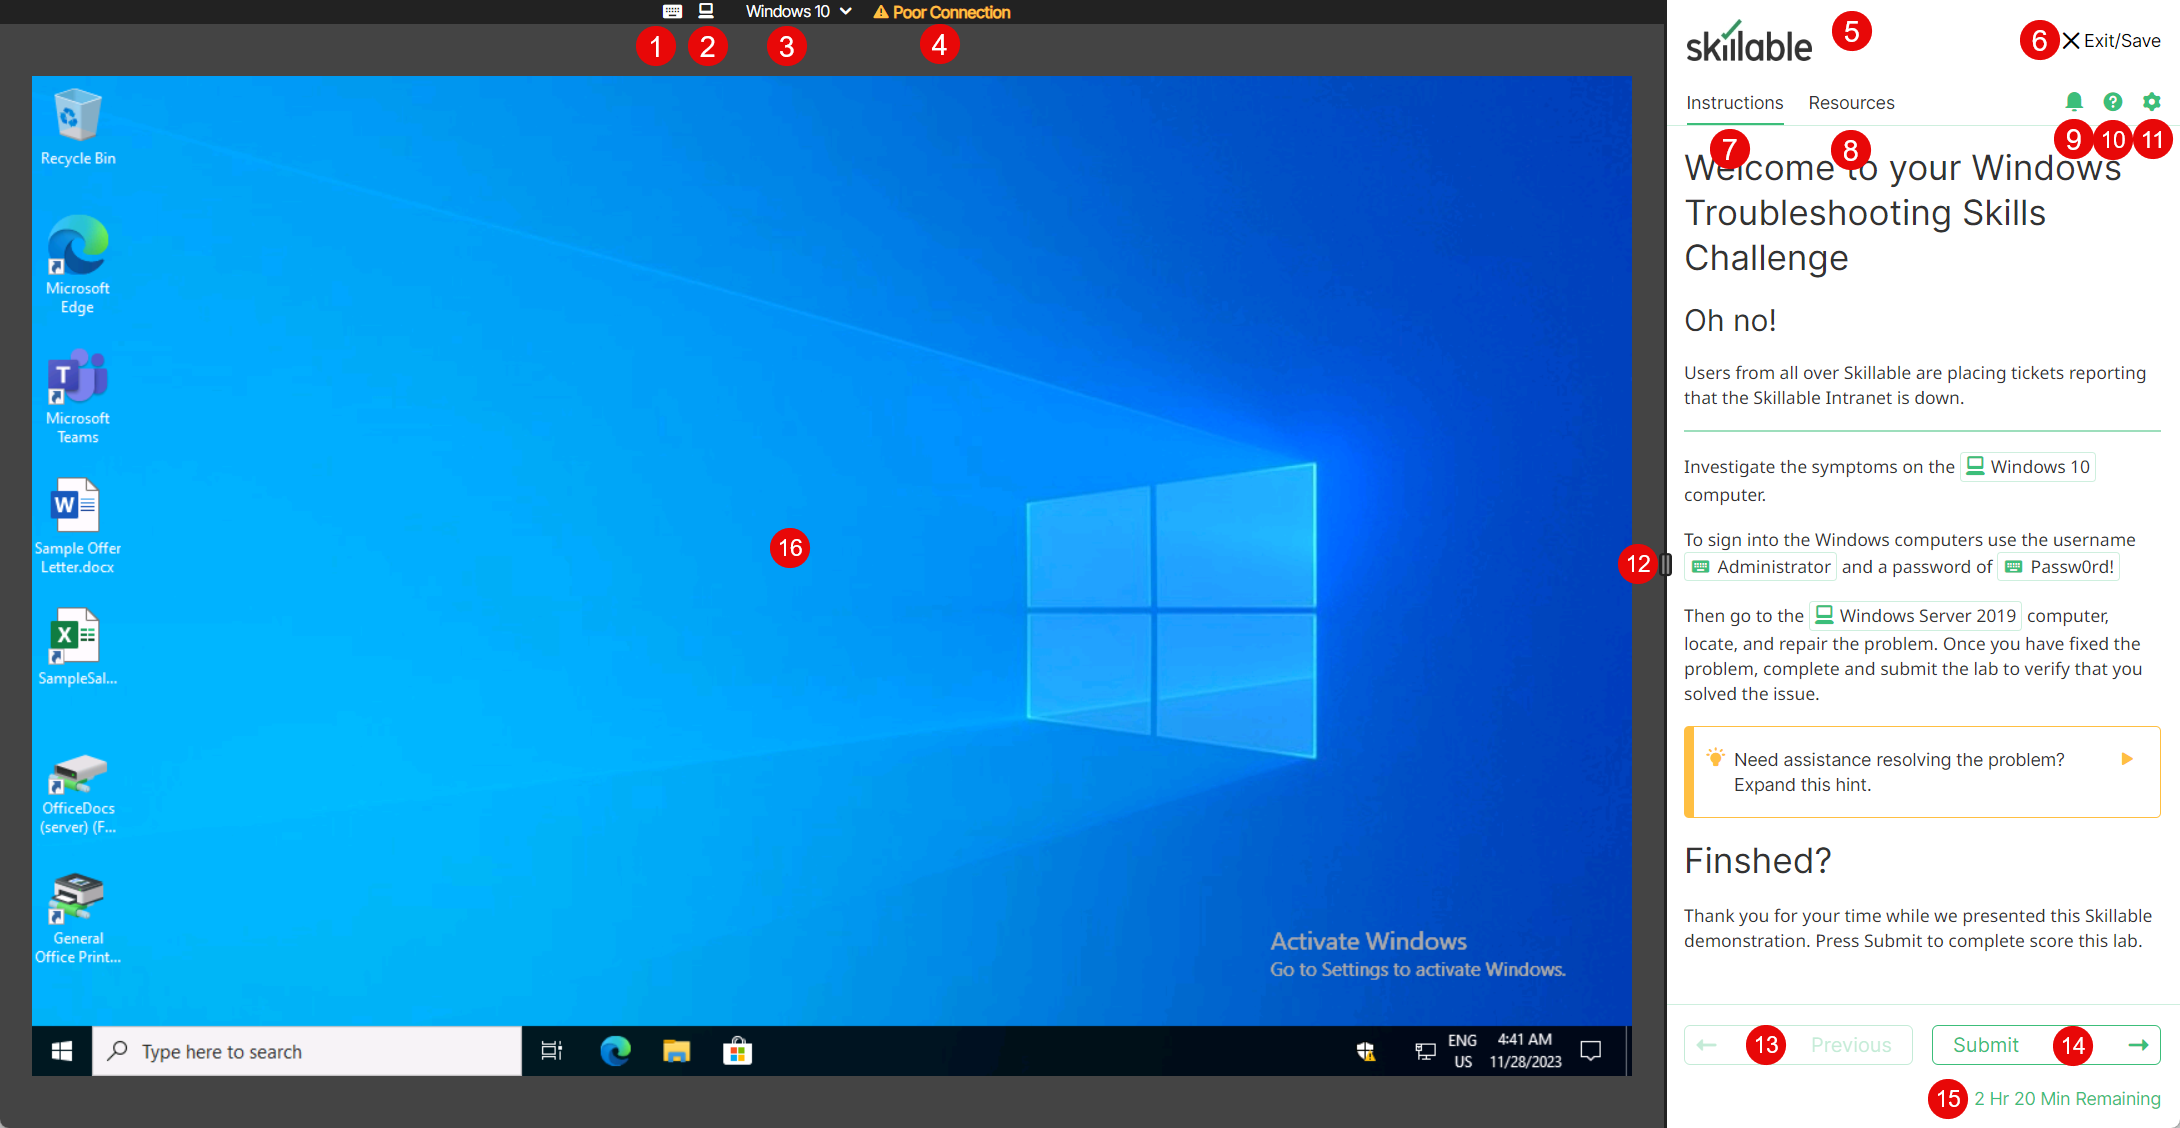 Windows 10
Poor Connection
1
2
3
4
Recycle Bin
Microsoft
Edge
Microsoft
Teams
Sample Offer
Letter.docx
SampleSal...
OfficeDocs
(server) (F...
General
Office Print...
16
Activate Windows
Go to Settings to activate Windows.
Type here to search
ENG
US
4:41 AM
11/28/2023
12
skillable
5
6
Exit/Save
Instructions
Resources
7
8
9
10
11
Welcome to your Windows
Troubleshooting Skills
Challenge
Oh no!
Users from all over Skillable are placing tickets reporting
that the Skillable Intranet is down.
Investigate the symptoms on the Windows 10
computer.
To sign into the Windows computers use the username
Administrator and a password of Passw0rd!
Then go to the Windows Server 2019 computer,
locate, and repair the problem. Once you have fixed the
problem, complete and submit the lab to verify that you
solved the issue.
Need assistance resolving the problem?
Expand this hint.
Finshed?
Thank you for your time while we presented this Skillable
demonstration. Press Submit to complete score this lab.
13 Previous
Submit 14
15 2 Hr 20 Min Remaining